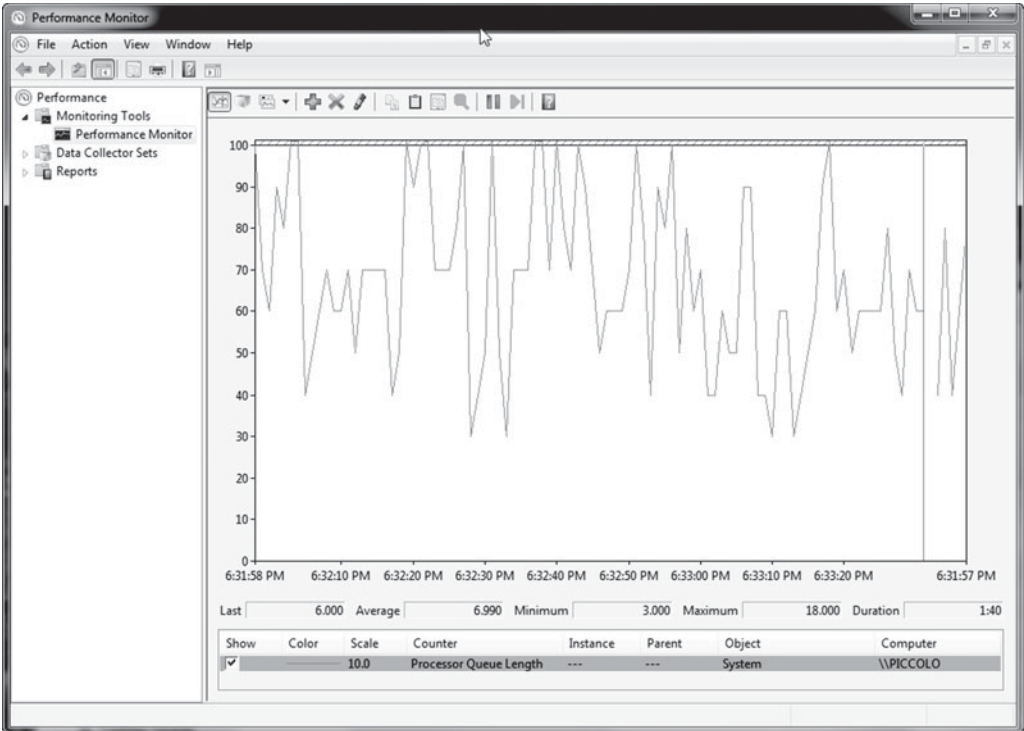 Performance Monitor
File Action View Window Help
Performance
Monitoring Tools
Performance Monitor
Data Collector Sets
Reports
100
90
80
70
60
50
40
30
20
10
0
6:31:58 PM 6:32:10 PM 6:32:20 PM 6:32:30 PM 6:32:40 PM 6:32:50 PM 6:33:00 PM 6:33:10 PM 6:33:20 PM 6:31:57 PM
Last 6.000 Average 6.990 Minimum 3.000 Maximum 18.000 Duration 1:40
Show Color Scale Counter Instance Parent Object Computer
10.0 Processor Queue Length --- --- System \\PICCOLO